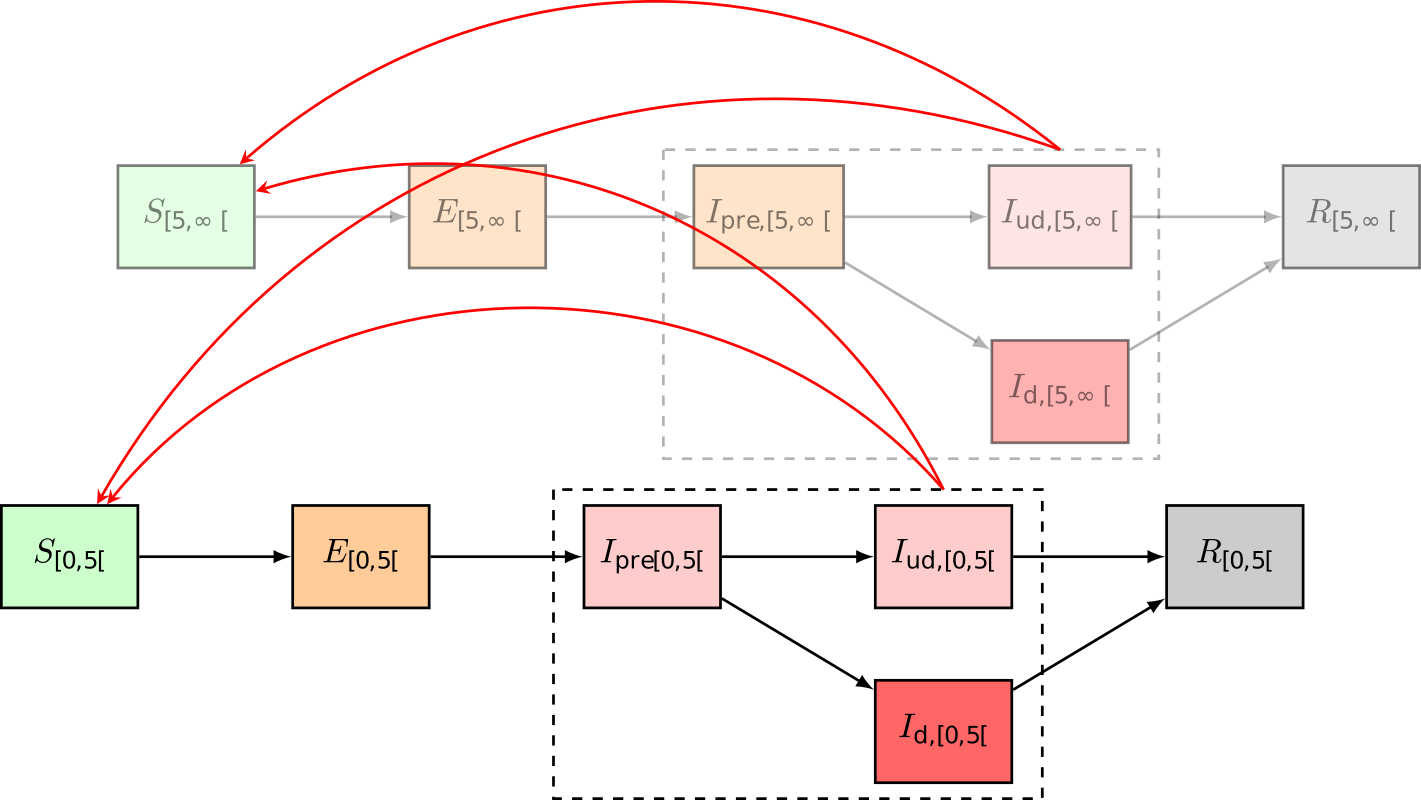 S[5,∞ [ E[5,∞ [ Ipre,[5,∞ [ Iud,[5,∞ [ R[5,∞ [
Id,[5,∞ [
S[0,5[ E[0,5[ Ipre[0,5[ Iud,[0,5[ R[0,5[
Id,[0,5[